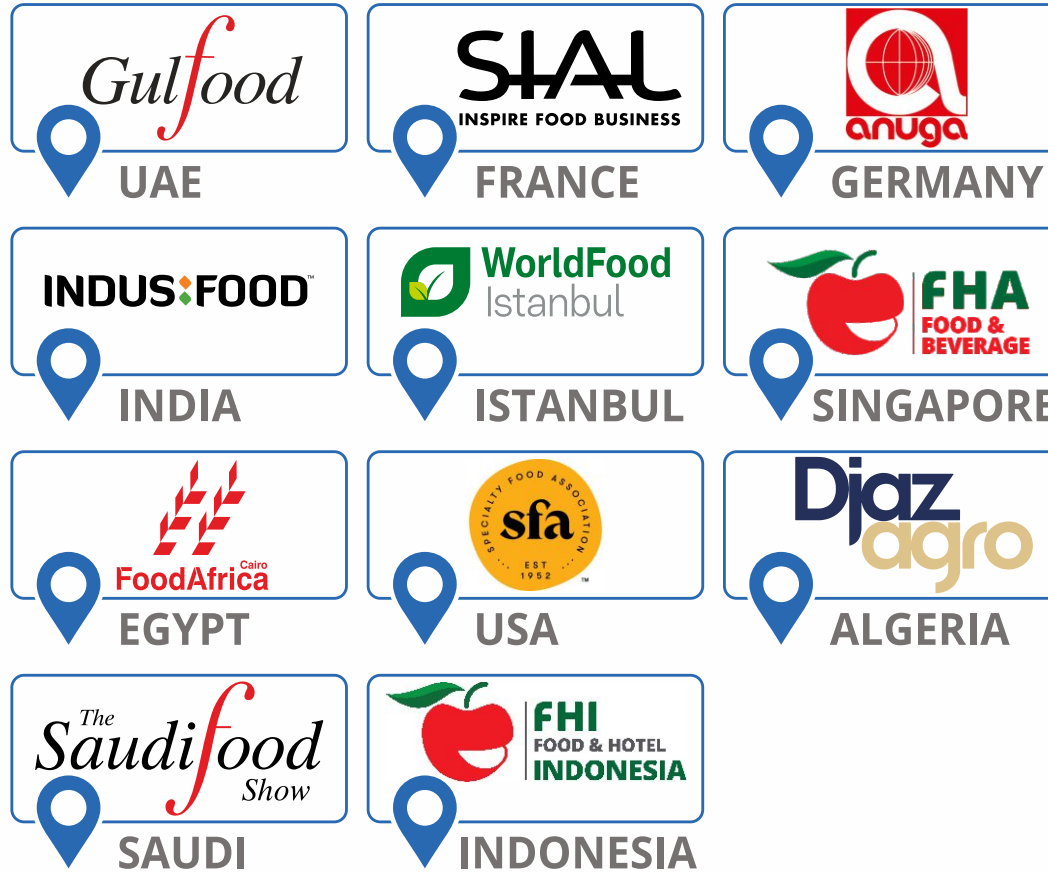 Gulfood
UAE
SIAL
INSPIRE FOOD BUSINESS
FRANCE
anuga
GERMANY
INDUS:FOOD™
INDIA
WorldFood
Istanbul
ISTANBUL
FHA
FOOD &
BEVERAGE
SINGAPORE
Cairo
FoodAfrica
EGYPT
SPECIALTY FOOD ASSOCIATION
sfa
EST
1952
™
USA
Djaz
agro
ALGERIA
The
Saudifood
Show
SAUDI
FHI
FOOD & HOTEL
INDONESIA
INDONESIA